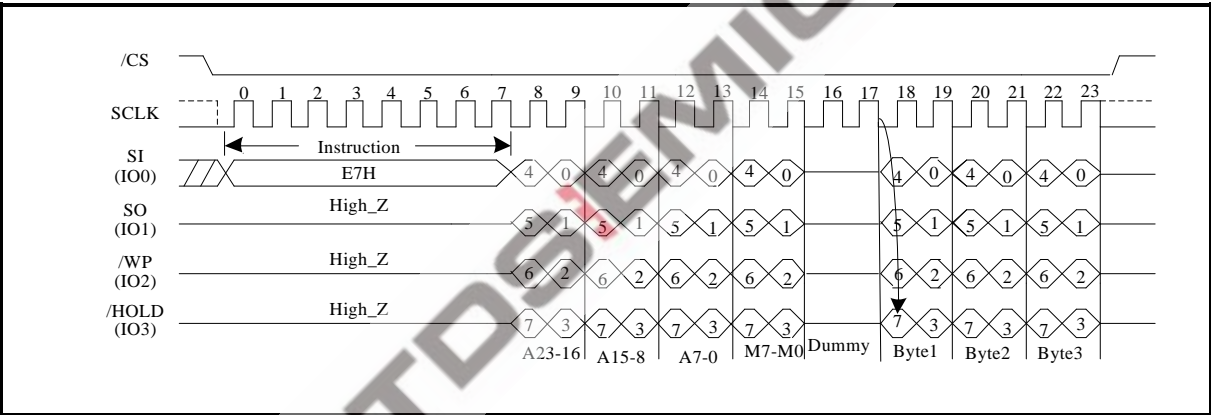 /CS
SCLK
0 1 2 3 4 5 6 7 8 9 10 11 12 13 14 15 16 17 18 19 20 21 22 23
Instruction
SI
(IO0)
E7H
4 0 4 0 4 0 4 0 4 0 4 0 4 0
SO
(IO1)
High_Z
5 1 5 1 5 1 5 1 5 1 5 1 5 1
/WP
(IO2)
High_Z
6 2 6 2 6 2 6 2 6 2 6 2 6 2
/HOLD
(IO3)
High_Z
7 3 7 3 7 3 7 3 7 3 7 3 7 3
A23-16 A15-8 A7-0 M7-M0 Dummy Byte1 Byte2 Byte3
TDSEMIC